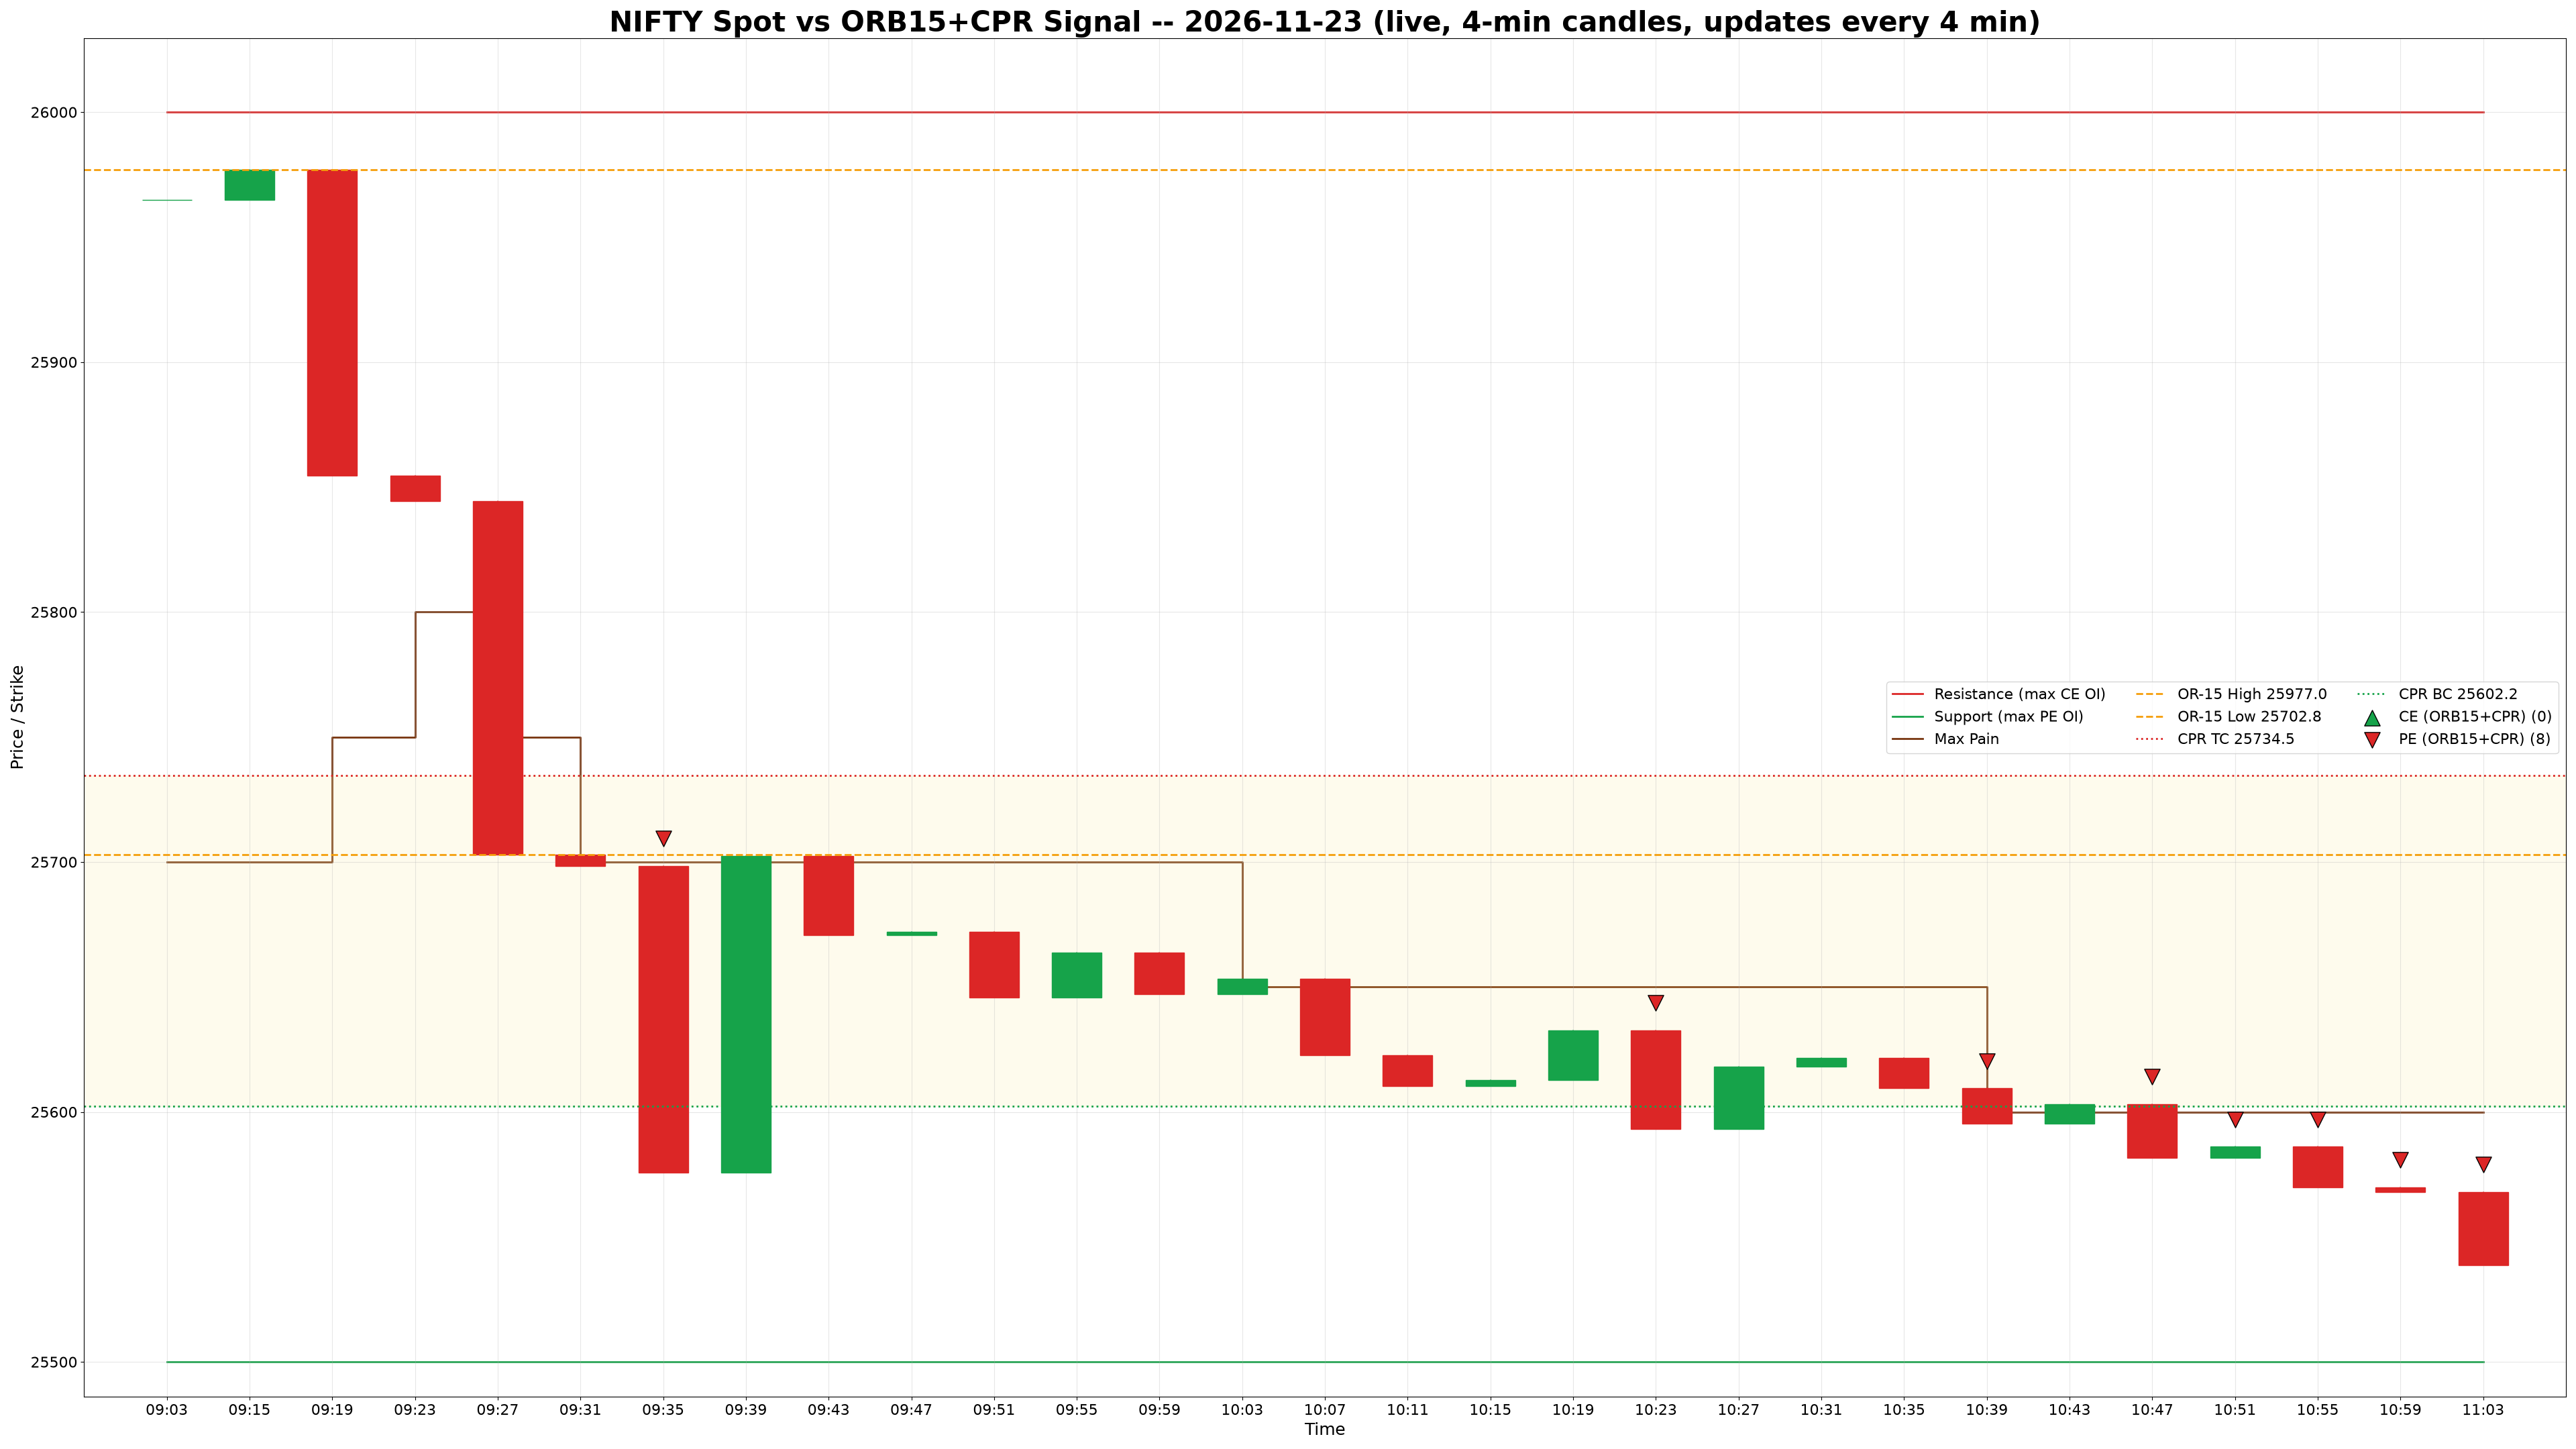 NIFTY Spot vs ORB15+CPR Signal -- 2026-11-23 (live, 4-min candles, updates every 4 min)
Price / Strike
26000
25900
25800
25700
25600
25500
Resistance (max CE OI)
Support (max PE OI)
Max Pain
OR-15 High 25977.0
OR-15 Low 25702.8
CPR TC 25734.5
CPR BC 25602.2
CE (ORB15+CPR) (0)
PE (ORB15+CPR) (8)
09:03 09:15 09:19 09:23 09:27 09:31 09:35 09:39 09:43 09:47 09:51 09:55 09:59 10:03 10:07 10:11 10:15 10:19 10:23 10:27 10:31 10:35 10:39 10:43 10:47 10:51 10:55 10:59 11:03
Time